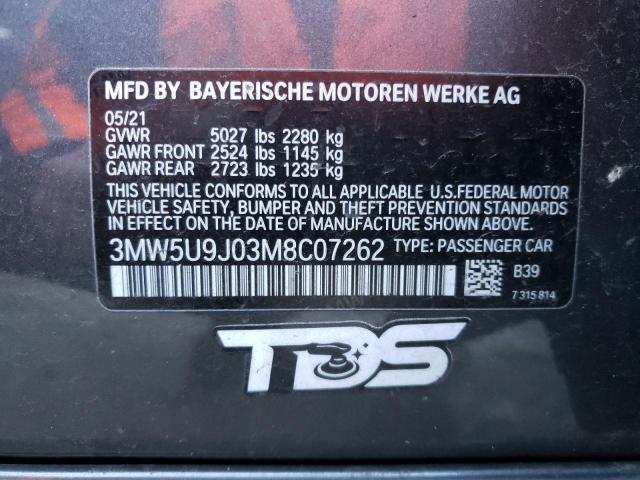 MFD BY BAYERISCHE MOTOREN WERKE AG
05/21
GVWR 5027 lbs 2280 kg
GAWR FRONT 2524 lbs 1145 kg
GAWR REAR 2723 lbs 1235 kg
THIS VEHICLE CONFORMS TO ALL APPLICABLE U.S.FEDERAL MOTOR
VEHICLE SAFETY, BUMPER AND THEFT PREVENTION STANDARDS
IN EFFECT ON THE DATE OF MANUFACTURE SHOWN ABOVE.
3MW5U9J03M8C07262 TYPE: PASSENGER CAR
B39
7 315 814
TDS